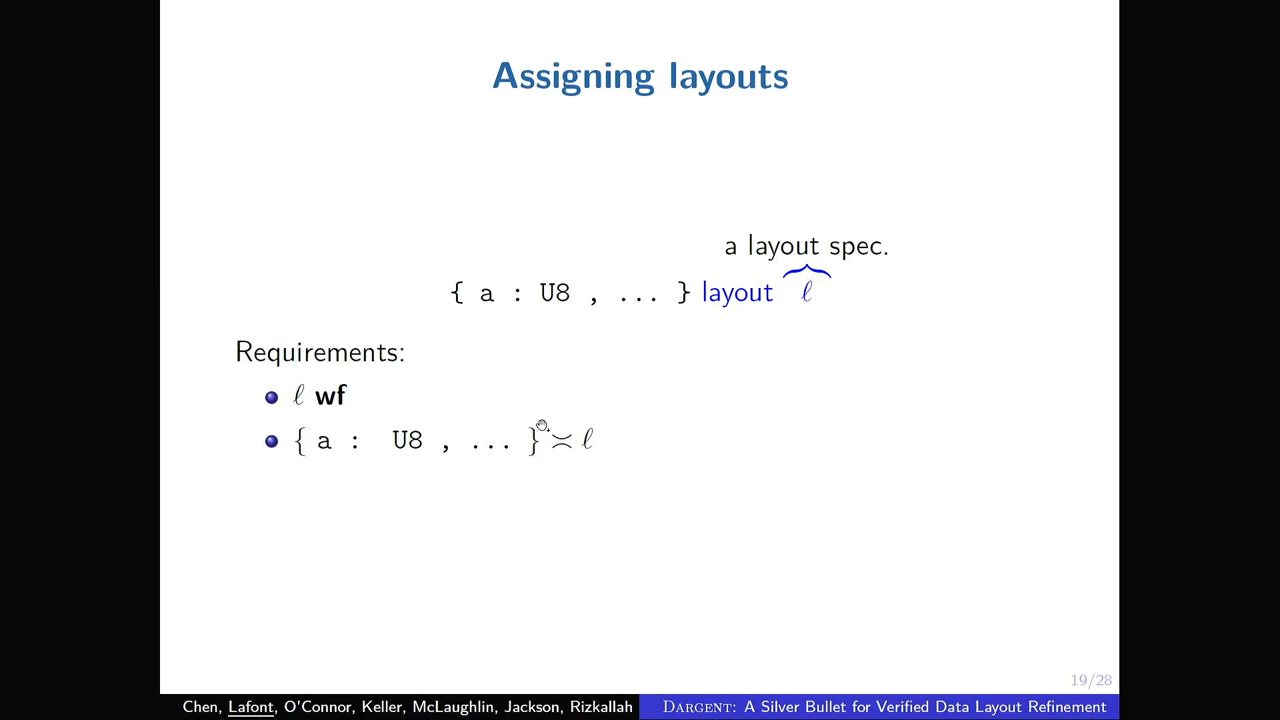 Assigning layouts
a layout spec.
{ a : U8 , ... } layout ℓ
Requirements:
ℓ wf
{ a : U8 , ... } ≍ ℓ
19/28
Chen, Lafont, O'Connor, Keller, McLaughlin, Jackson, Rizkallah
DARGENT: A Silver Bullet for Verified Data Layout Refinement